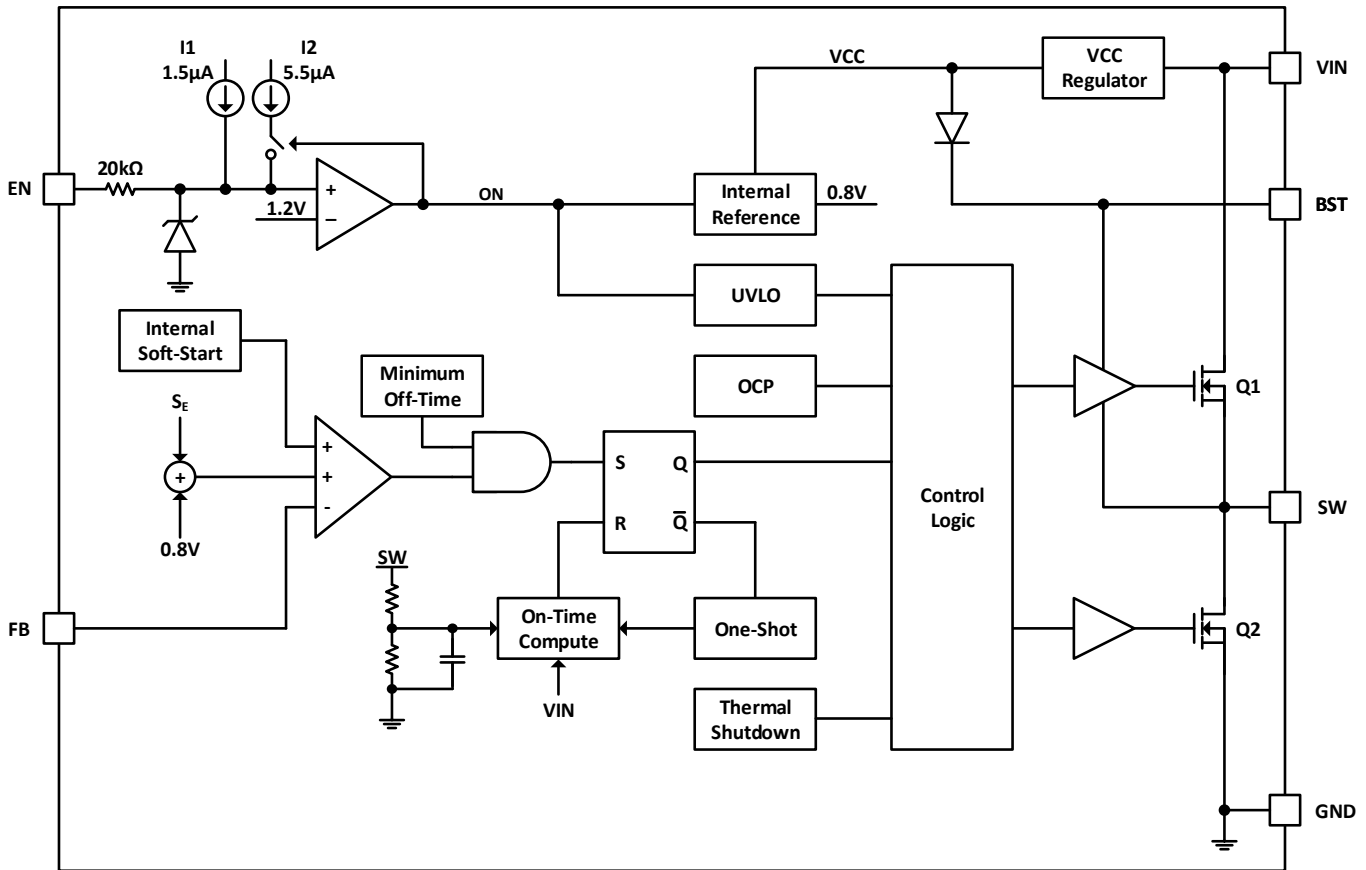 I1
1.5µA
I2
5.5µA
VCC
VCC
Regulator
VIN
EN
20kΩ
+
1.2V
−
ON
Internal
Reference
0.8V
BST
UVLO
Internal
Soft-Start
Minimum
Off-Time
OCP
Q1
SE
+
+
+
-
0.8V
S
Q
R
Q̅
Control
Logic
SW
SW
FB
On-Time
Compute
One-Shot
Q2
VIN
Thermal
Shutdown
GND